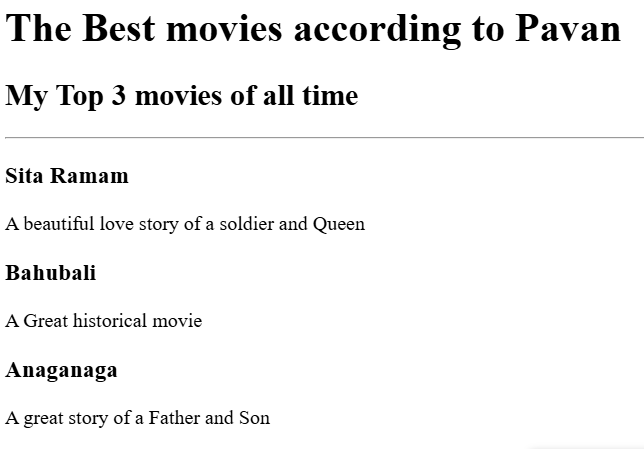 The Best movies according to Pavan
My Top 3 movies of all time
Sita Ramam
A beautiful love story of a soldier and Queen
Bahubali
A Great historical movie
Anaganaga
A great story of a Father and Son